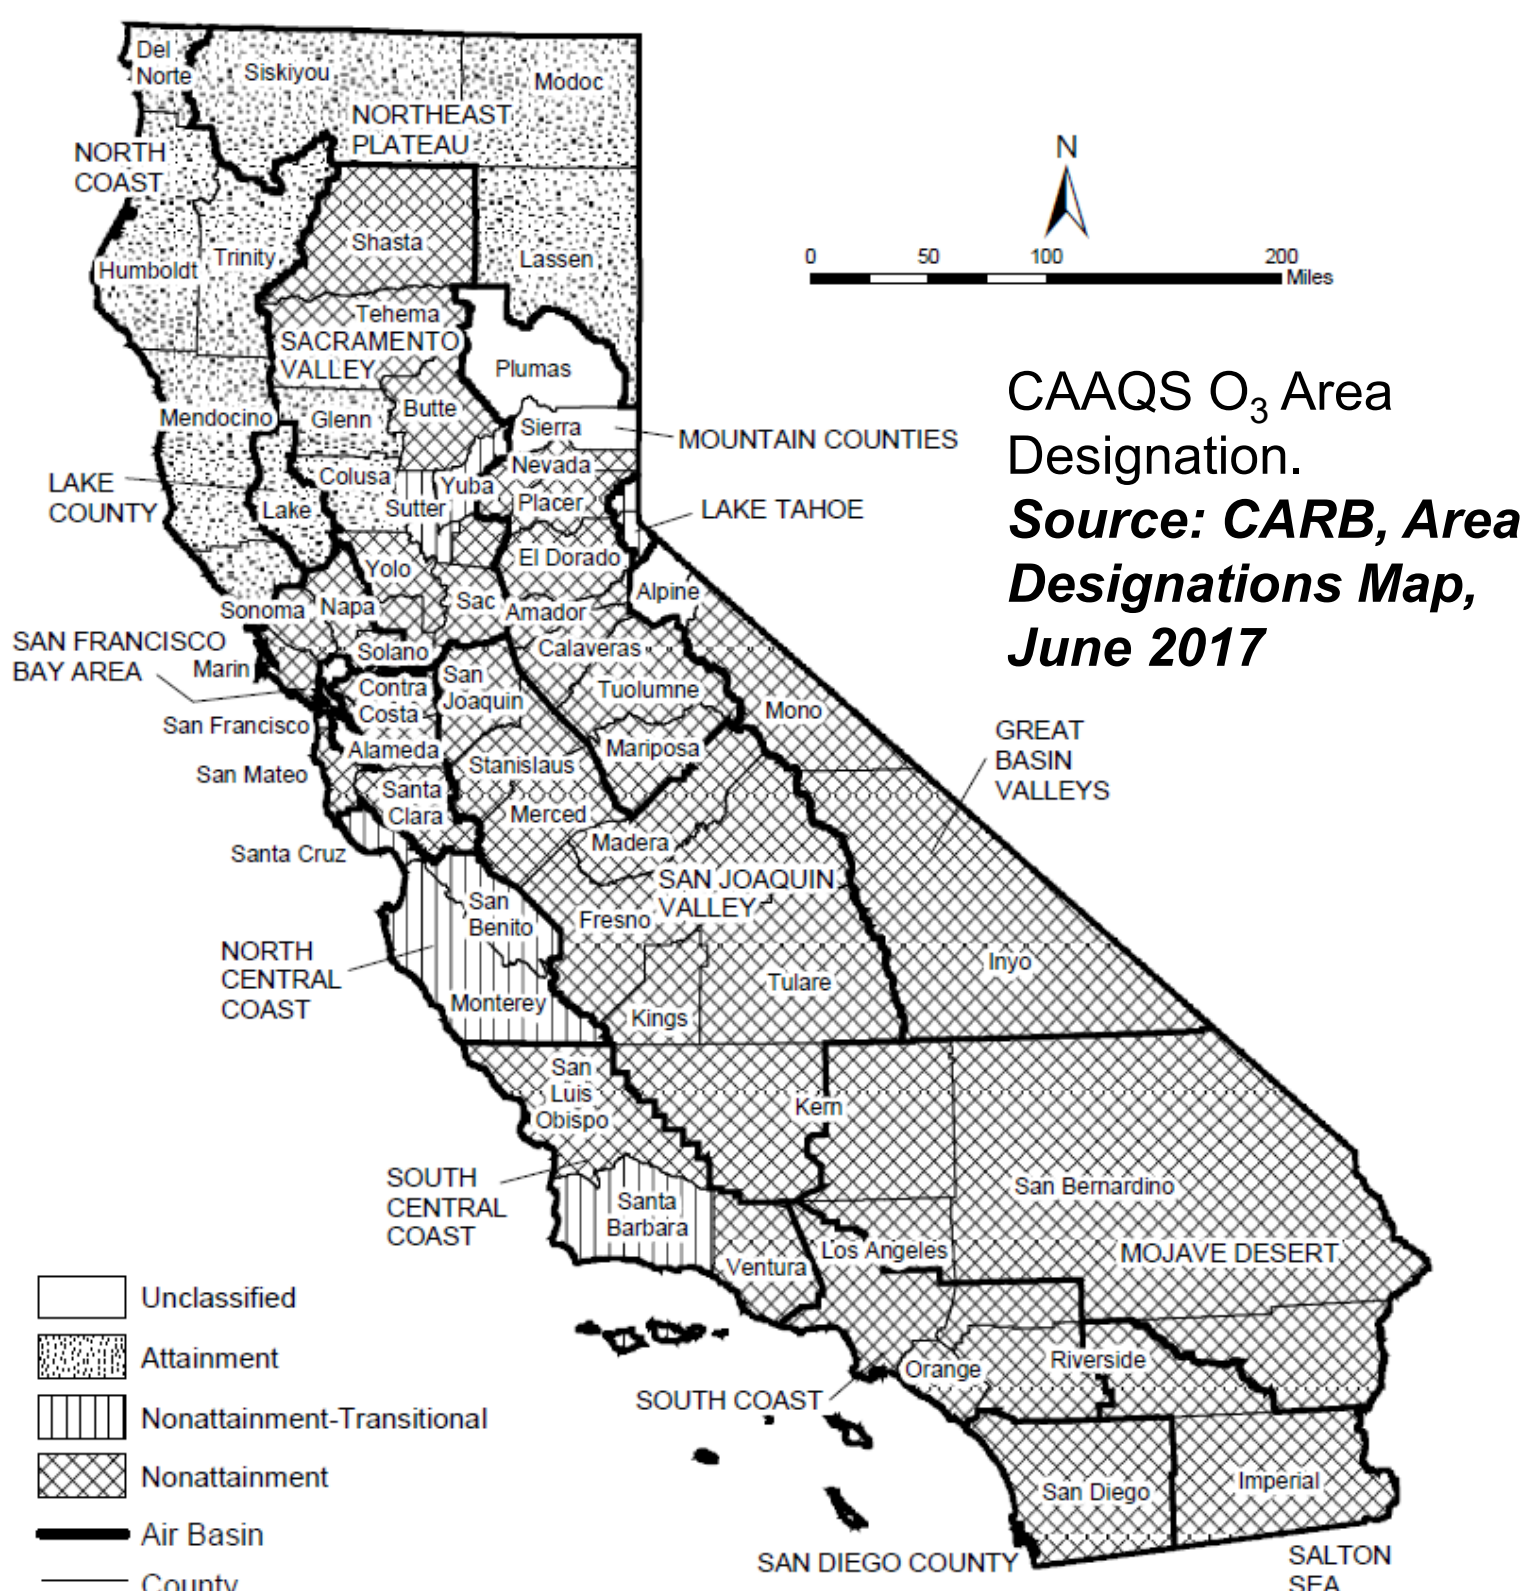 Del
Norte
Siskiyou
Modoc
NORTHEAST
PLATEAU
NORTH
COAST
N
Shasta
Trinity
Humboldt
Lassen
0 50 100 200
Miles
Tehema
SACRAMENTO
VALLEY
Plumas
CAAQS O3 Area
Designation.
Source: CARB, Area
Designations Map,
June 2017
Mendocino
Glenn
Butte
Sierra
MOUNTAIN COUNTIES
Nevada
LAKE
COUNTY
Colusa
Yuba
Placer
Sutter
Lake
LAKE TAHOE
El Dorado
Yolo
Alpine
Sonoma
Napa
Sac
Amador
SAN FRANCISCO
BAY AREA
Marin
Solano
Calaveras
San
Joaquin
Contra
Costa
Tuolumne
Mono
San Francisco
GREAT
BASIN
VALLEYS
Alameda
Mariposa
San Mateo
Stanislaus
Santa
Clara
Merced
Santa Cruz
Madera
SAN JOAQUIN
VALLEY
San
Benito
Fresno
NORTH
CENTRAL
COAST
Inyo
Tulare
Monterey
Kings
San
Luis
Obispo
Kern
SOUTH
CENTRAL
COAST
Santa
Barbara
San Bernardino
Ventura
Los Angeles
MOJAVE DESERT
Unclassified
Attainment
Nonattainment-Transitional
Nonattainment
Air Basin
County
Orange
Riverside
SOUTH COAST
San Diego
Imperial
SAN DIEGO COUNTY
SALTON
SEA